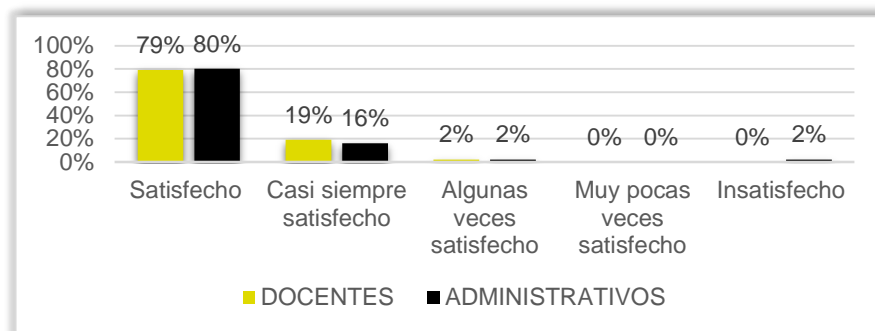 100%
80%
60%
40%
20%
0%
79% 80%
19% 16%
2% 2%
0% 0%
0% 2%
Satisfecho
Casi siempre
satisfecho
Algunas
veces
satisfecho
Muy pocas
veces
satisfecho
Insatisfecho
DOCENTES ADMINISTRATIVOS